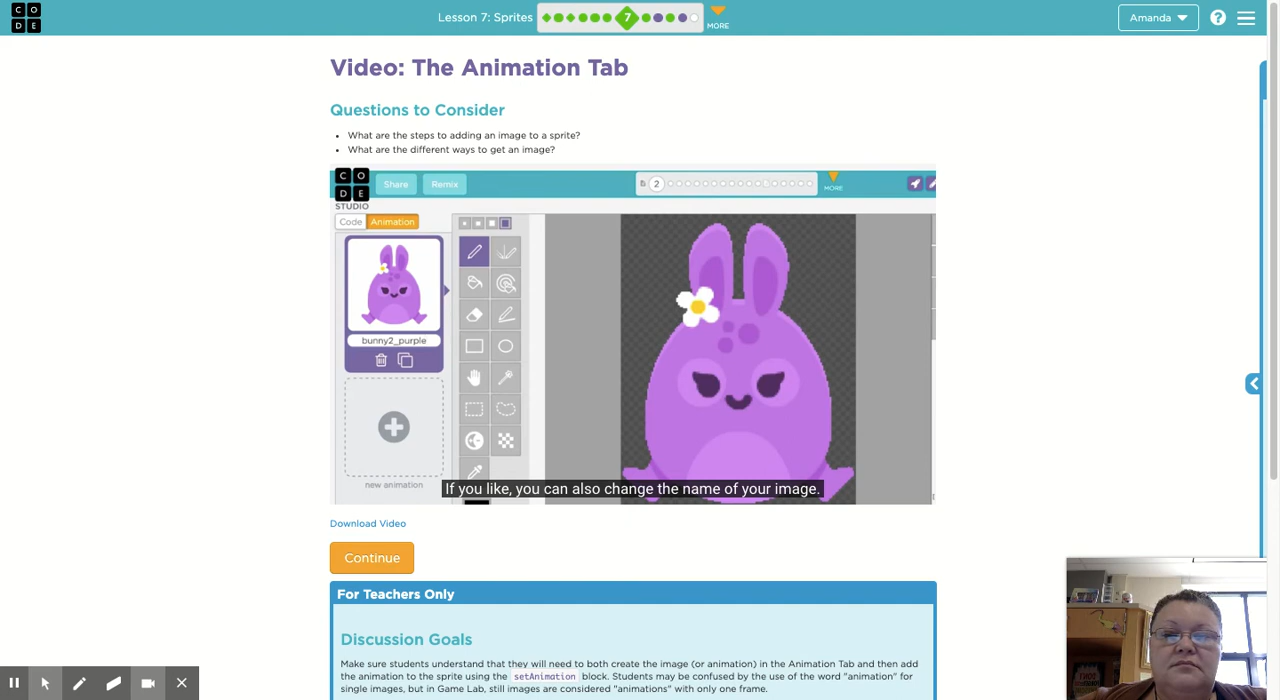 C O
D E
Lesson 7: Sprites
7
MORE
Amanda
?
Video: The Animation Tab
Questions to Consider
• What are the steps to adding an image to a sprite?
• What are the different ways to get an image?
C O
D E
STUDIO
Share
Remix
2
MORE
Code
Animation
bunny2_purple
new animation
If you like, you can also change the name of your image.
Download Video
Continue
For Teachers Only
Discussion Goals
Make sure students understand that they will need to both create the image (or animation) in the Animation Tab and then add
the animation to the sprite using the setAnimation block. Students may be confused by the use of the word "animation" for
single images, but in Game Lab, still images are considered "animations" with only one frame.